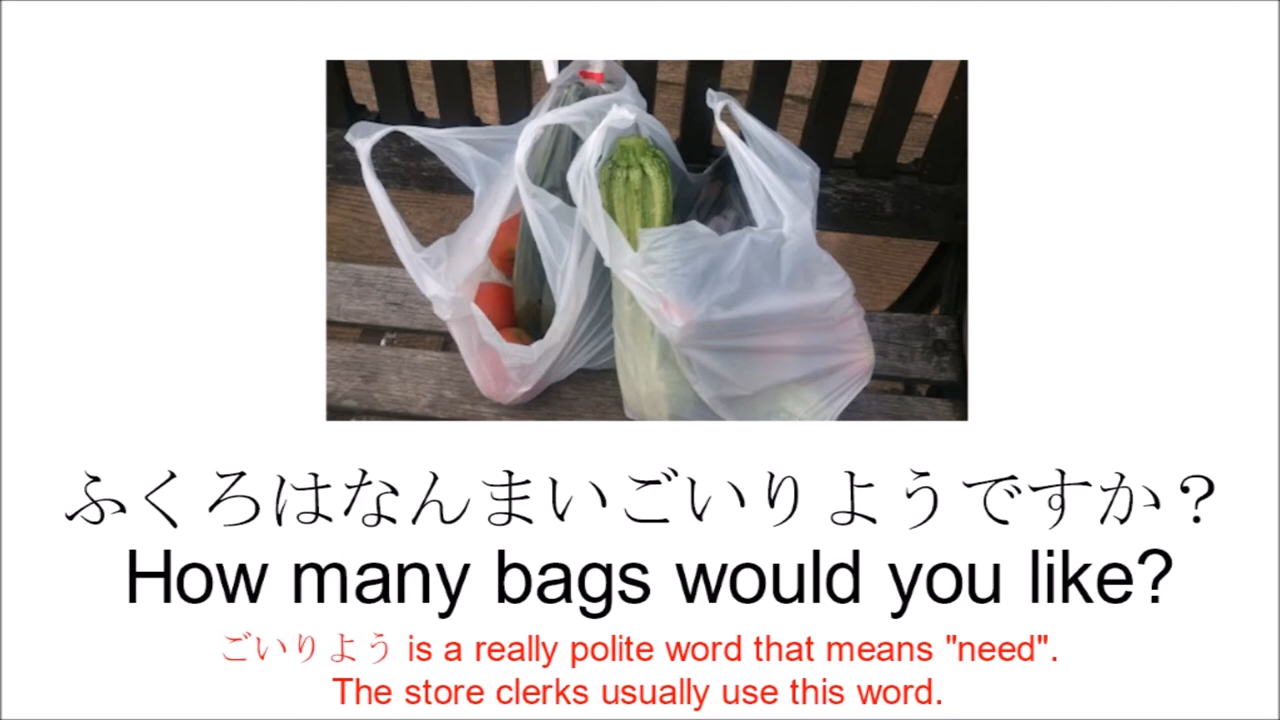 ふくろはなんまいごいりようですか？
How many bags would you like?
ごいりよう is a really polite word that means "need".
The store clerks usually use this word.